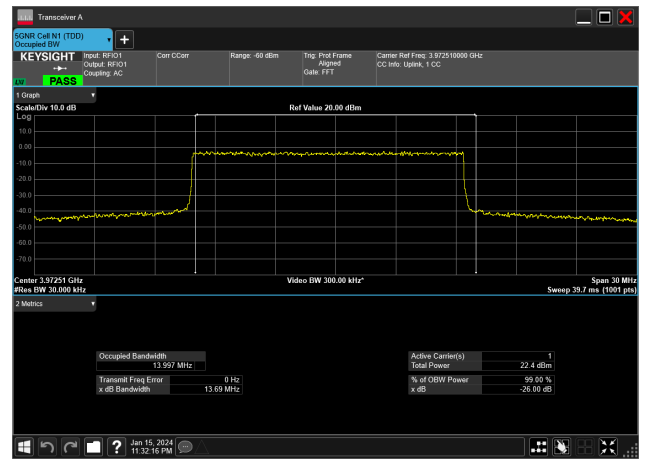 Transceiver A
5GNR Cell N1 (TDD)
Occupied BW
KEYSIGHT
LW PASS
Input: RFIO1
Output: RFIO1
Coupling: AC
Corr CCorr
Range: -60 dBm
Trig: Prot Frame
Aligned
Gate: FFT
Carrier Ref Freq: 3.972510000 GHz
CC Info: Uplink, 1 CC
1 Graph
Scale/Div 10.0 dB
Ref Value 20.00 dBm
Log
10.0
0.00
-10.0
-20.0
-30.0
-40.0
-50.0
-60.0
-70.0
Center 3.97251 GHz
#Res BW 30.000 kHz
Video BW 300.00 kHz*
Span 30 MHz
Sweep 39.7 ms (1001 pts)
2 Metrics
Occupied Bandwidth
13.997 MHz
Transmit Freq Error 0 Hz
x dB Bandwidth 13.69 MHz
Active Carrier(s) 1
Total Power 22.4 dBm
% of OBW Power 99.00 %
x dB -26.00 dB
Jan 15, 2024
11:32:16 PM